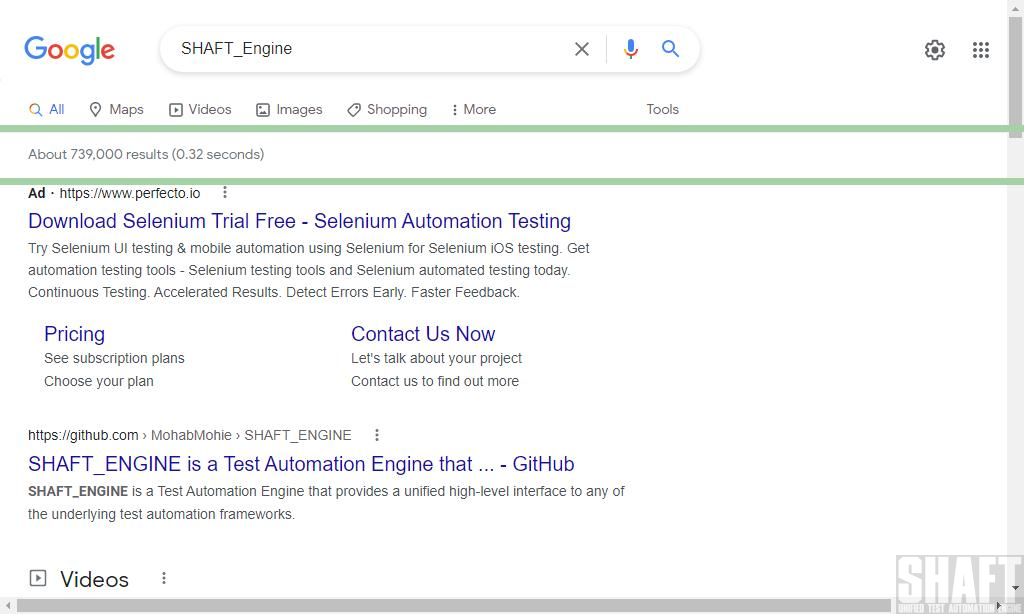 Google
SHAFT_Engine
All Maps Videos Images Shopping More Tools
About 739,000 results (0.32 seconds)
Ad · https://www.perfecto.io
Download Selenium Trial Free - Selenium Automation Testing
Try Selenium UI testing & mobile automation using Selenium for Selenium iOS testing. Get
automation testing tools - Selenium testing tools and Selenium automated testing today.
Continuous Testing. Accelerated Results. Detect Errors Early. Faster Feedback.
Pricing
See subscription plans
Choose your plan
Contact Us Now
Let's talk about your project
Contact us to find out more
https://github.com › MohabMohie › SHAFT_ENGINE
SHAFT_ENGINE is a Test Automation Engine that ... - GitHub
SHAFT_ENGINE is a Test Automation Engine that provides a unified high-level interface to any of
the underlying test automation frameworks.
Videos
SHAFT
UNIFIED TEST AUTOMATION